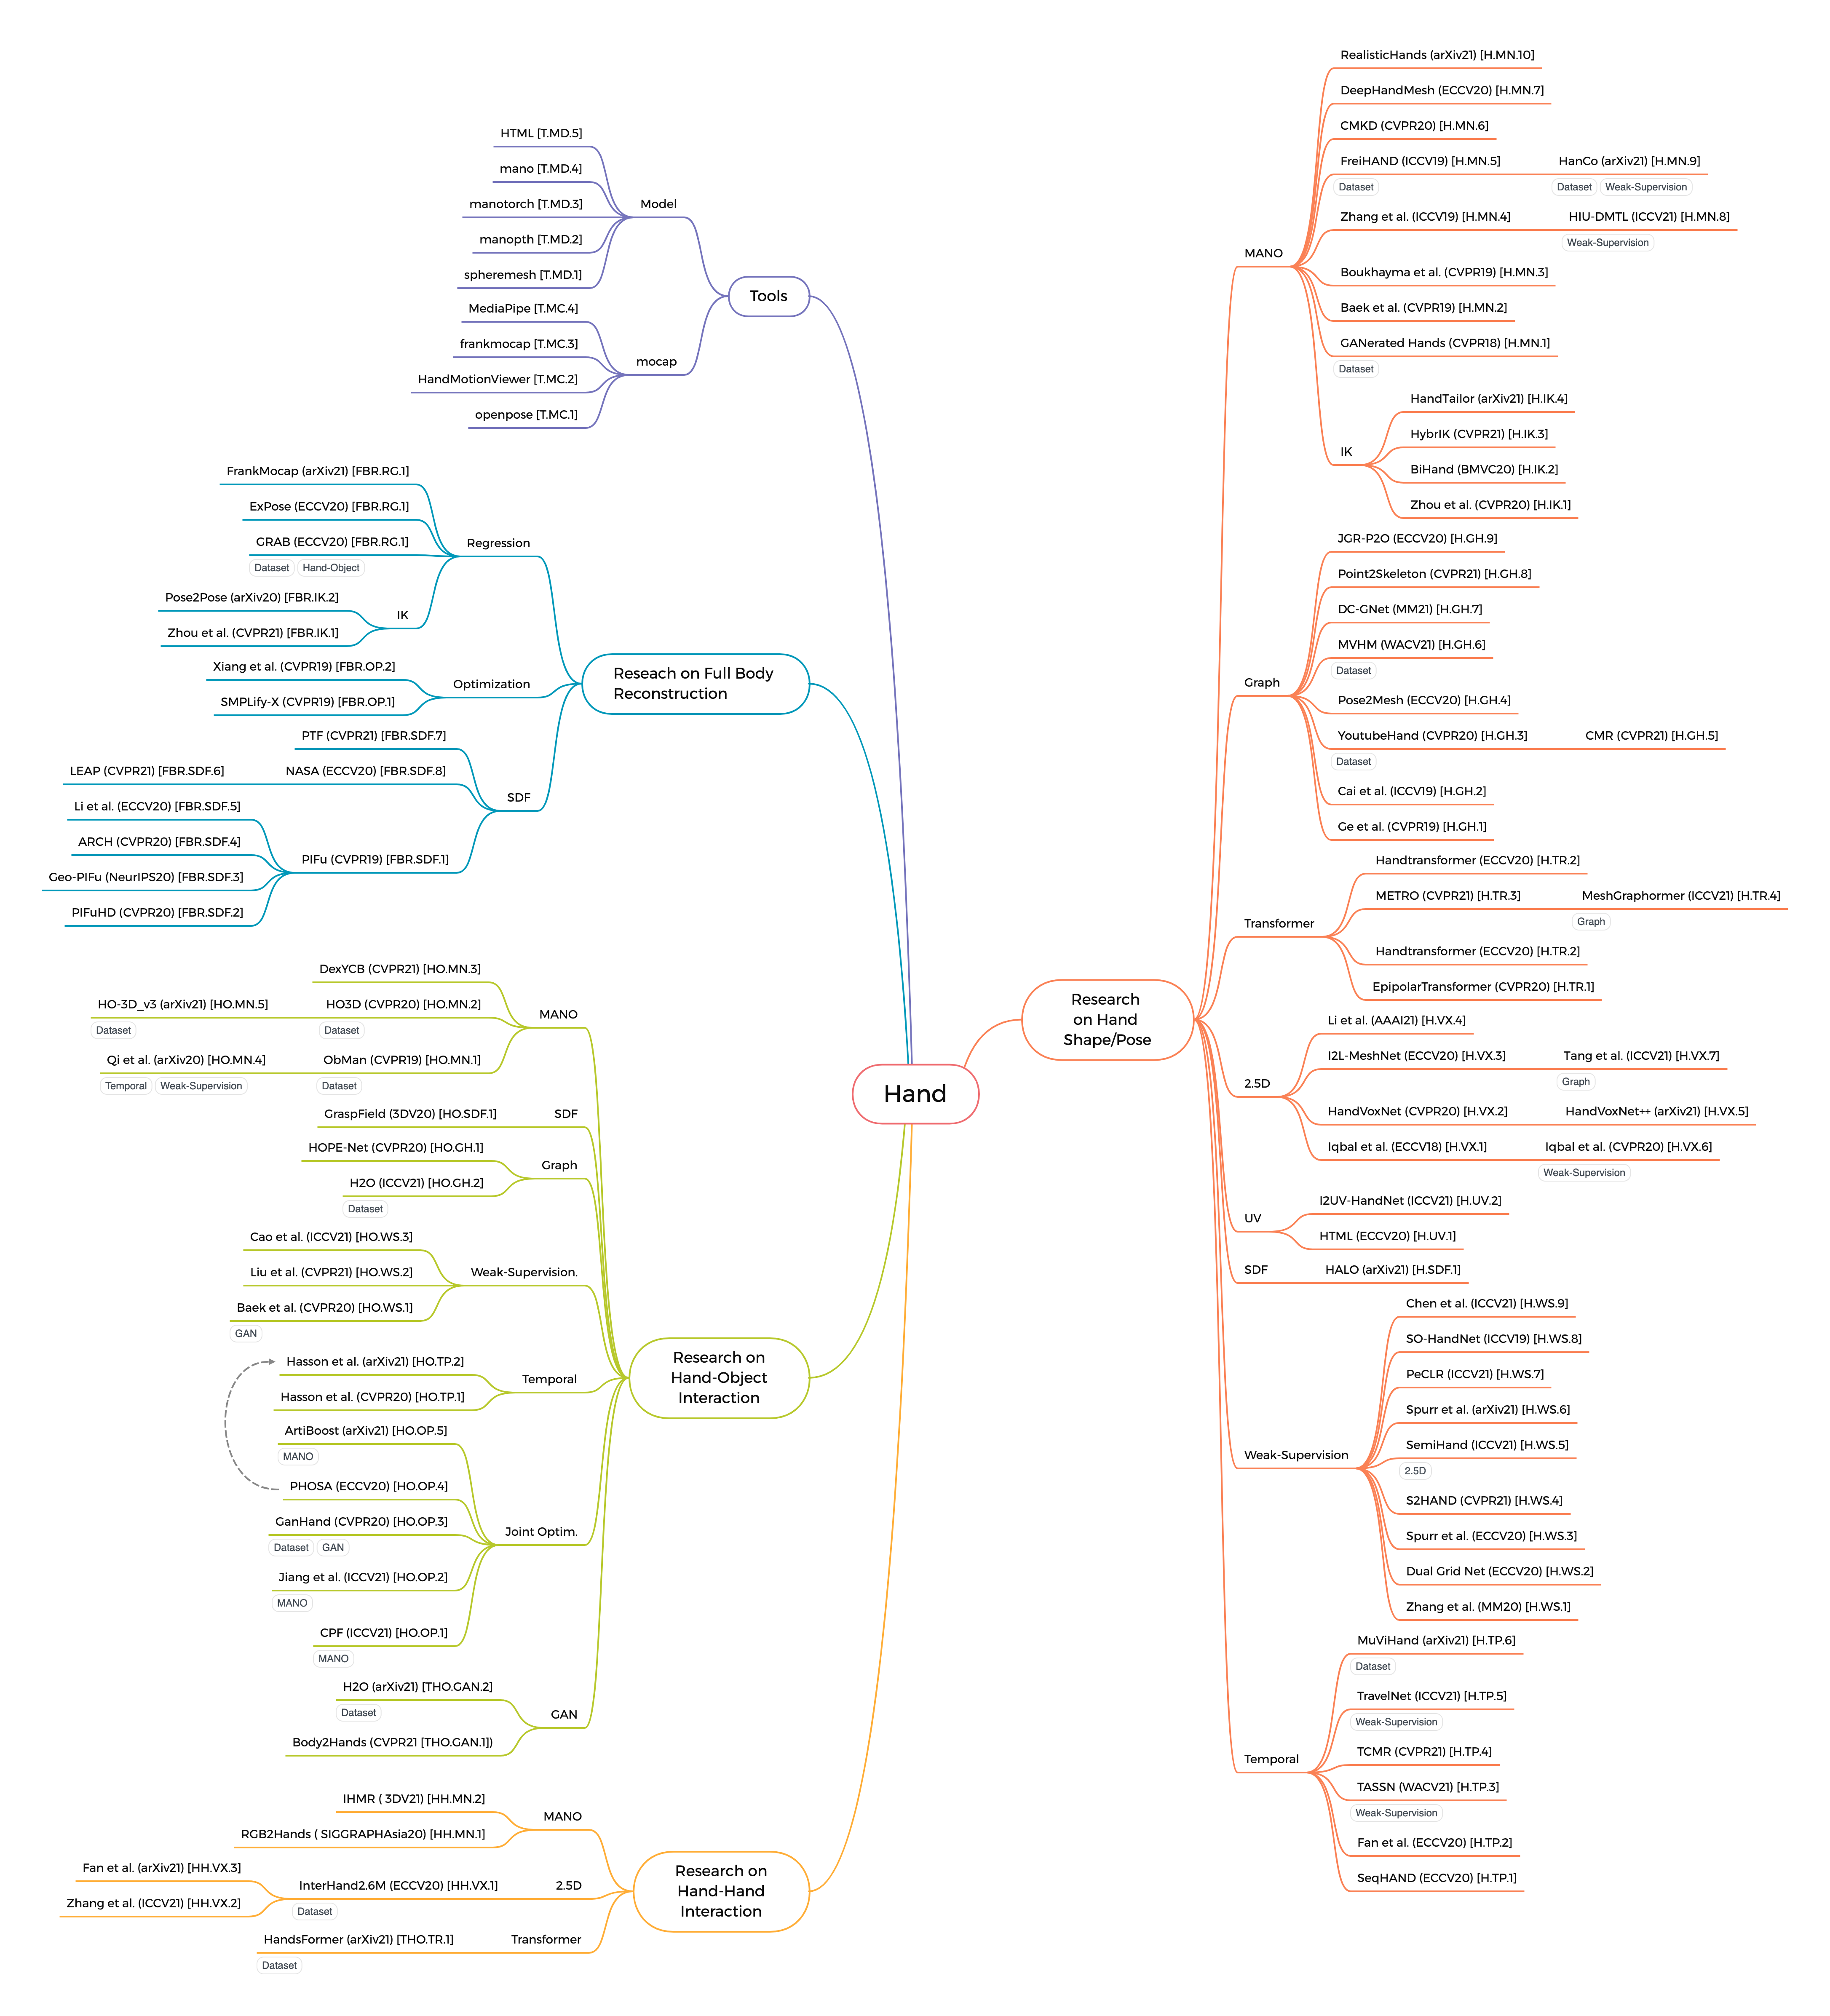 Hand
Tools
Model
HTML [T.MD.5]
mano [T.MD.4]
manotorch [T.MD.3]
manopth [T.MD.2]
spheremesh [T.MD.1]
mocap
MediaPipe [T.MC.4]
frankmocap [T.MC.3]
HandMotionViewer [T.MC.2]
openpose [T.MC.1]
Reseach on Full Body
Reconstruction
Regression
FrankMocap (arXiv21) [FBR.RG.1]
ExPose (ECCV20) [FBR.RG.1]
GRAB (ECCV20) [FBR.RG.1]
Dataset
Hand-Object
IK
Pose2Pose (arXiv20) [FBR.IK.2]
Zhou et al. (CVPR21) [FBR.IK.1]
Optimization
Xiang et al. (CVPR19) [FBR.OP.2]
SMPLify-X (CVPR19) [FBR.OP.1]
SDF
PTF (CVPR21) [FBR.SDF.7]
NASA (ECCV20) [FBR.SDF.8]
LEAP (CVPR21) [FBR.SDF.6]
PIFu (CVPR19) [FBR.SDF.1]
Li et al. (ECCV20) [FBR.SDF.5]
ARCH (CVPR20) [FBR.SDF.4]
Geo-PIFu (NeurIPS20) [FBR.SDF.3]
PIFuHD (CVPR20) [FBR.SDF.2]
Research on
Hand-Object
Interaction
MANO
DexYCB (CVPR21) [HO.MN.3]
HO3D (CVPR20) [HO.MN.2]
Dataset
HO-3D_v3 (arXiv21) [HO.MN.5]
Dataset
ObMan (CVPR19) [HO.MN.1]
Dataset
Qi et al. (arXiv20) [HO.MN.4]
Temporal
Weak-Supervision
SDF
GraspField (3DV20) [HO.SDF.1]
Graph
HOPE-Net (CVPR20) [HO.GH.1]
H2O (ICCV21) [HO.GH.2]
Dataset
Weak-Supervision.
Cao et al. (ICCV21) [HO.WS.3]
Liu et al. (CVPR21) [HO.WS.2]
Baek et al. (CVPR20) [HO.WS.1]
GAN
Temporal
Hasson et al. (arXiv21) [HO.TP.2]
Hasson et al. (CVPR20) [HO.TP.1]
Joint Optim.
ArtiBoost (arXiv21) [HO.OP.5]
MANO
PHOSA (ECCV20) [HO.OP.4]
GanHand (CVPR20) [HO.OP.3]
Dataset
GAN
Jiang et al. (ICCV21) [HO.OP.2]
MANO
CPF (ICCV21) [HO.OP.1]
MANO
GAN
H2O (arXiv21) [THO.GAN.2]
Dataset
Body2Hands (CVPR21 [THO.GAN.1])
Research on
Hand-Hand
Interaction
MANO
IHMR ( 3DV21) [HH.MN.2]
RGB2Hands ( SIGGRAPHAsia20) [HH.MN.1]
2.5D
InterHand2.6M (ECCV20) [HH.VX.1]
Dataset
Fan et al. (arXiv21) [HH.VX.3]
Zhang et al. (ICCV21) [HH.VX.2]
Transformer
HandsFormer (arXiv21) [THO.TR.1]
Dataset
Research
on Hand
Shape/Pose
MANO
RealisticHands (arXiv21) [H.MN.10]
DeepHandMesh (ECCV20) [H.MN.7]
CMKD (CVPR20) [H.MN.6]
FreiHAND (ICCV19) [H.MN.5]
Dataset
HanCo (arXiv21) [H.MN.9]
Dataset
Weak-Supervision
Zhang et al. (ICCV19) [H.MN.4]
HIU-DMTL (ICCV21) [H.MN.8]
Weak-Supervision
Boukhayma et al. (CVPR19) [H.MN.3]
Baek et al. (CVPR19) [H.MN.2]
GANerated Hands (CVPR18) [H.MN.1]
Dataset
IK
HandTailor (arXiv21) [H.IK.4]
HybrIK (CVPR21) [H.IK.3]
BiHand (BMVC20) [H.IK.2]
Zhou et al. (CVPR20) [H.IK.1]
Graph
JGR-P2O (ECCV20) [H.GH.9]
Point2Skeleton (CVPR21) [H.GH.8]
DC-GNet (MM21) [H.GH.7]
MVHM (WACV21) [H.GH.6]
Dataset
Pose2Mesh (ECCV20) [H.GH.4]
YoutubeHand (CVPR20) [H.GH.3]
Dataset
CMR (CVPR21) [H.GH.5]
Cai et al. (ICCV19) [H.GH.2]
Ge et al. (CVPR19) [H.GH.1]
Transformer
Handtransformer (ECCV20) [H.TR.2]
METRO (CVPR21) [H.TR.3]
MeshGraphormer (ICCV21) [H.TR.4]
Graph
Handtransformer (ECCV20) [H.TR.2]
EpipolarTransformer (CVPR20) [H.TR.1]
2.5D
Li et al. (AAAI21) [H.VX.4]
I2L-MeshNet (ECCV20) [H.VX.3]
Tang et al. (ICCV21) [H.VX.7]
Graph
HandVoxNet (CVPR20) [H.VX.2]
HandVoxNet++ (arXiv21) [H.VX.5]
Iqbal et al. (ECCV18) [H.VX.1]
Iqbal et al. (CVPR20) [H.VX.6]
Weak-Supervision
UV
I2UV-HandNet (ICCV21) [H.UV.2]
HTML (ECCV20) [H.UV.1]
SDF
HALO (arXiv21) [H.SDF.1]
Weak-Supervision
Chen et al. (ICCV21) [H.WS.9]
SO-HandNet (ICCV19) [H.WS.8]
PeCLR (ICCV21) [H.WS.7]
Spurr et al. (arXiv21) [H.WS.6]
SemiHand (ICCV21) [H.WS.5]
2.5D
S2HAND (CVPR21) [H.WS.4]
Spurr et al. (ECCV20) [H.WS.3]
Dual Grid Net (ECCV20) [H.WS.2]
Zhang et al. (MM20) [H.WS.1]
Temporal
MuViHand (arXiv21) [H.TP.6]
Dataset
TravelNet (ICCV21) [H.TP.5]
Weak-Supervision
TCMR (CVPR21) [H.TP.4]
TASSN (WACV21) [H.TP.3]
Weak-Supervision
Fan et al. (ECCV20) [H.TP.2]
SeqHAND (ECCV20) [H.TP.1]